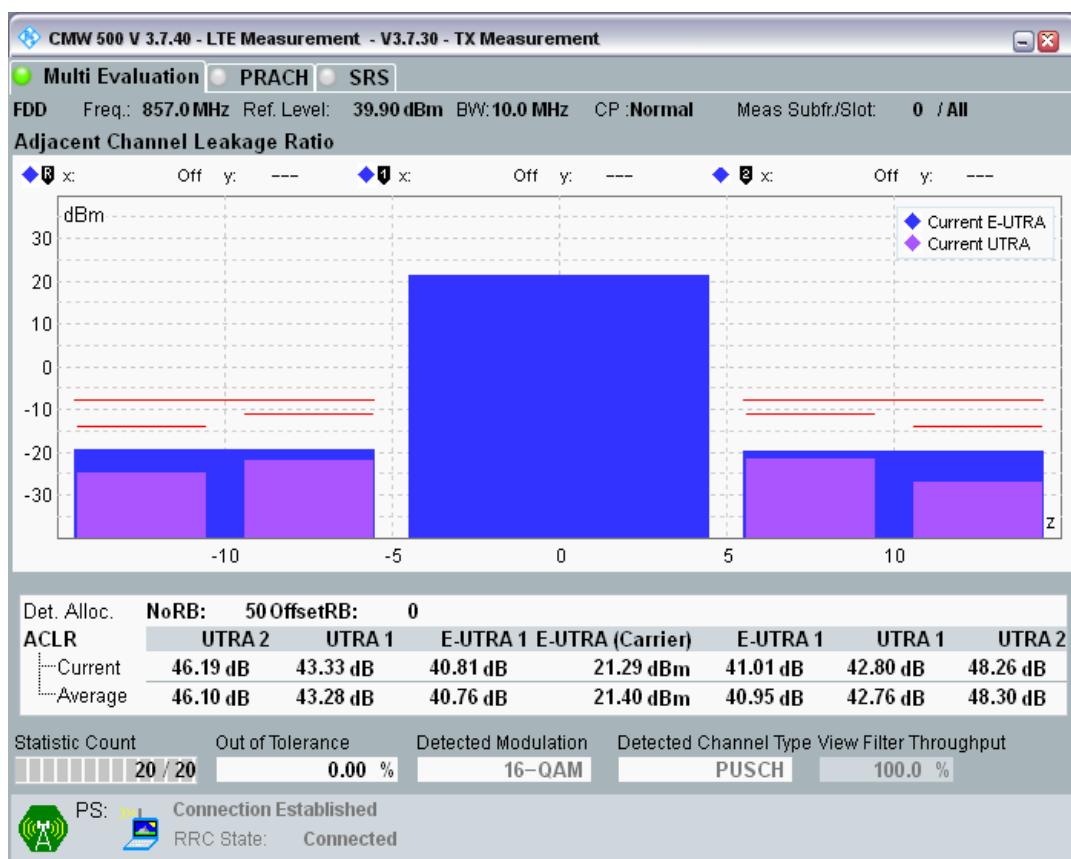 CMW 500 V 3.7.40 - LTE Measurement - V3.7.30 - TX Measurement
Multi Evaluation PRACH SRS
FDD Freq.: 857.0 MHz Ref. Level: 39.90 dBm BW: 10.0 MHz CP :Normal Meas Subfr./Slot: 0 / All
Adjacent Channel Leakage Ratio
R x: Off y: --- 1 x: Off y: --- 2 x: Off y: ---
dBm
Current E-UTRA
Current UTRA
30
20
10
0
-10
-20
-30
z
-10 -5 0 5 10
Det. Alloc. NoRB: 50 OffsetRB: 0
ACLR UTRA 2 UTRA 1 E-UTRA 1 E-UTRA (Carrier) E-UTRA 1 UTRA 1 UTRA 2
Current 46.19 dB 43.33 dB 40.81 dB 21.29 dBm 41.01 dB 42.80 dB 48.26 dB
Average 46.10 dB 43.28 dB 40.76 dB 21.40 dBm 40.95 dB 42.76 dB 48.30 dB
Statistic Count Out of Tolerance Detected Modulation Detected Channel Type View Filter Throughput
20 / 20 0.00 % 16-QAM PUSCH 100.0 %
PS: Connection Established
RRC State: Connected